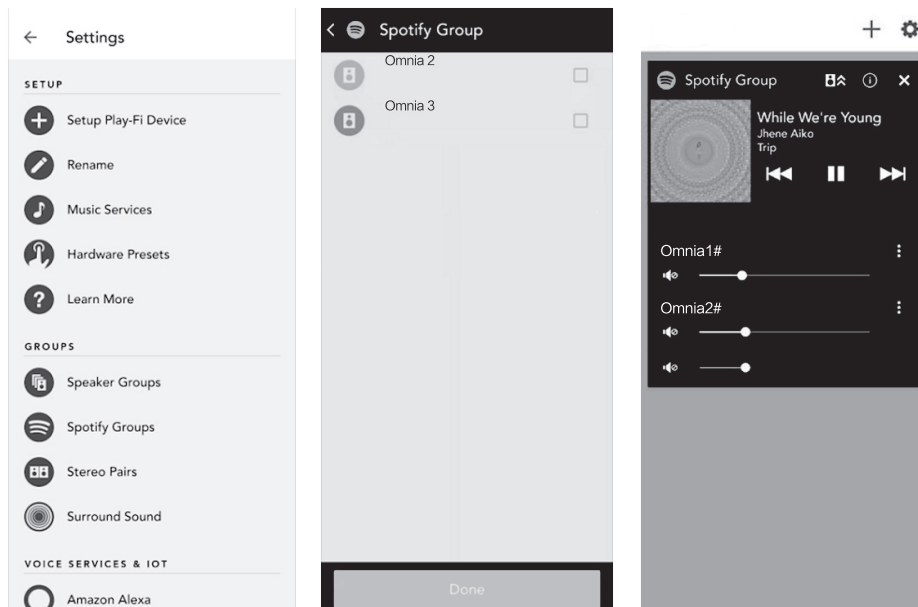 Settings
SETUP
Setup Play-Fi Device
Rename
Music Services
Hardware Presets
Learn More
GROUPS
Speaker Groups
Spotify Groups
Stereo Pairs
Surround Sound
VOICE SERVICES & IOT
Amazon Alexa
Spotify Group
Omnia 2
Omnia 3
Done
Spotify Group
While We're Young
Jhene Aiko
Trip
Omnia1#
Omnia2#